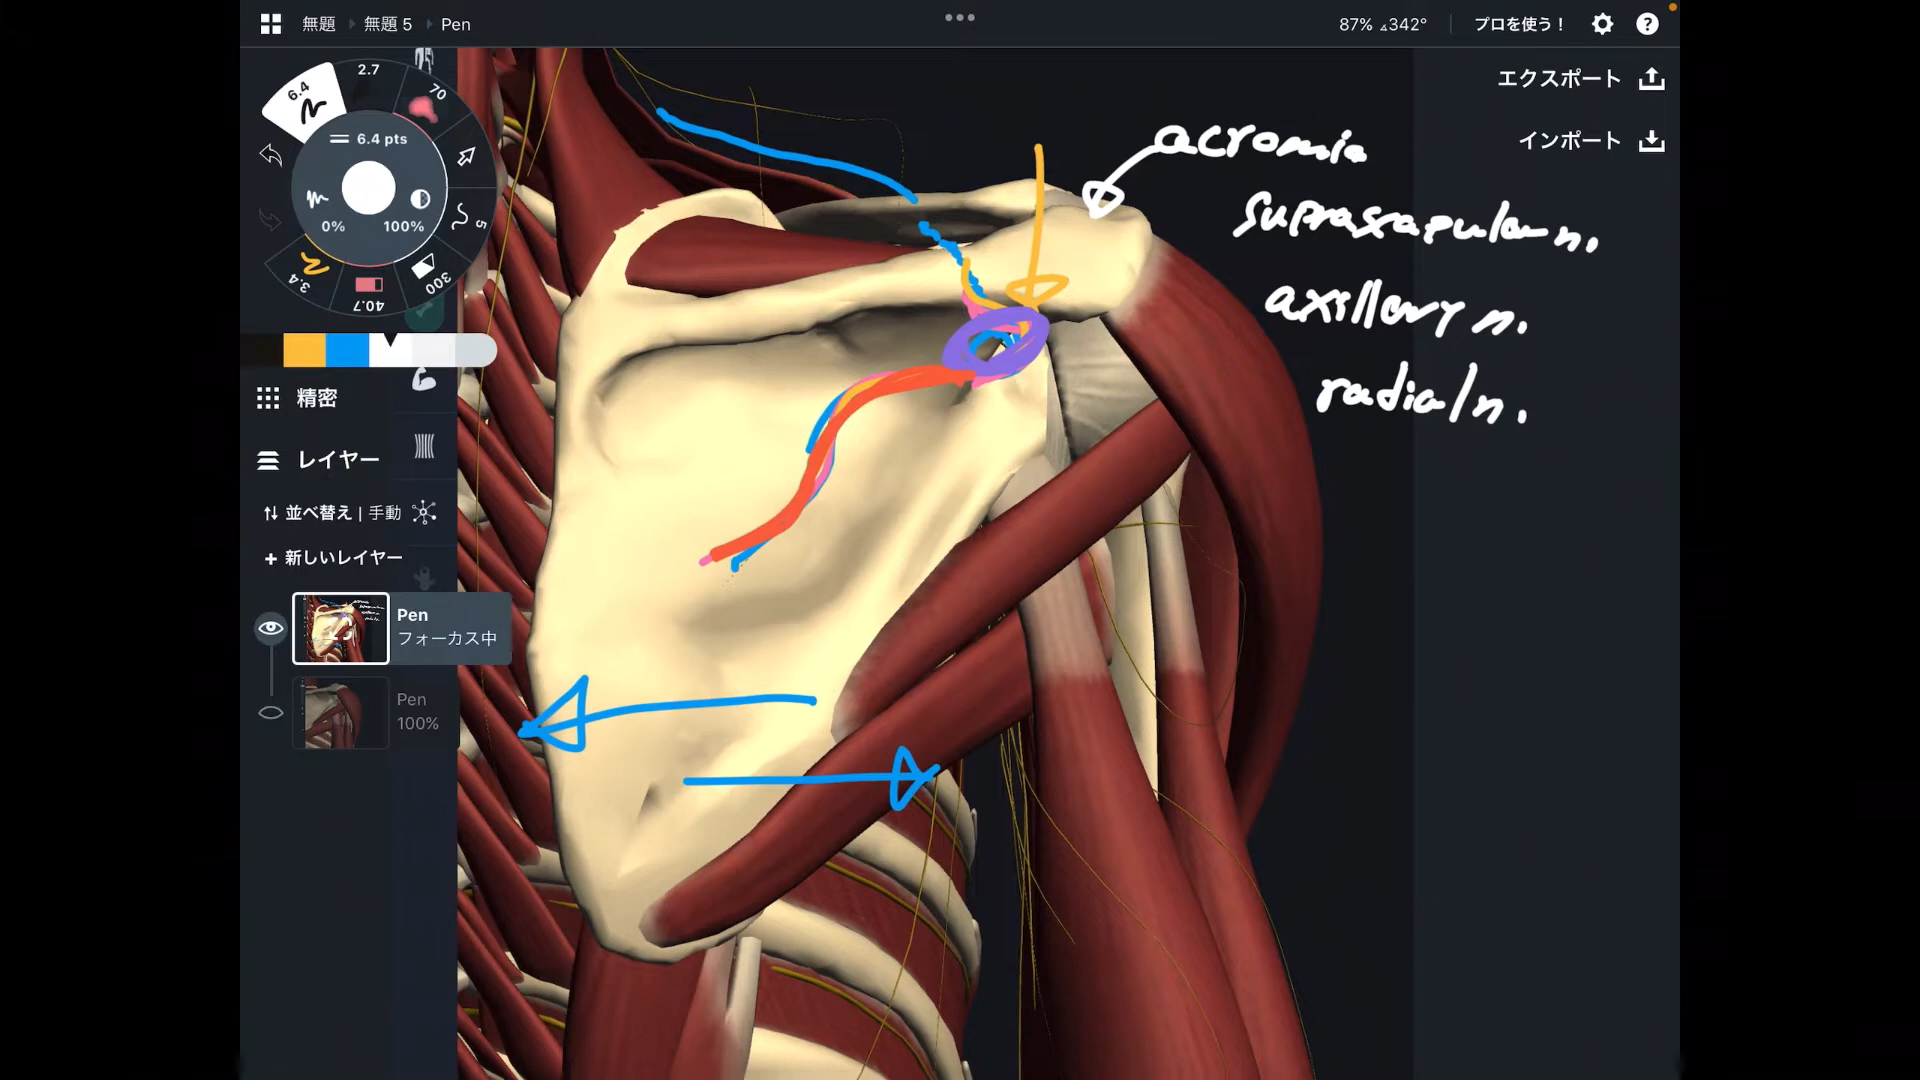 無題 無題 5 Pen
87% ⊿342° プロを使う！
エクスポート
インポート
6.4
2.7
70
6.4 pts
0% 100%
5
300
40.7
3.4
精密
レイヤー
並べ替え | 手動
+ 新しいレイヤー
Pen
フォーカス中
Pen
100%
acromia
suprasxapular n.
axillary n.
radial n.